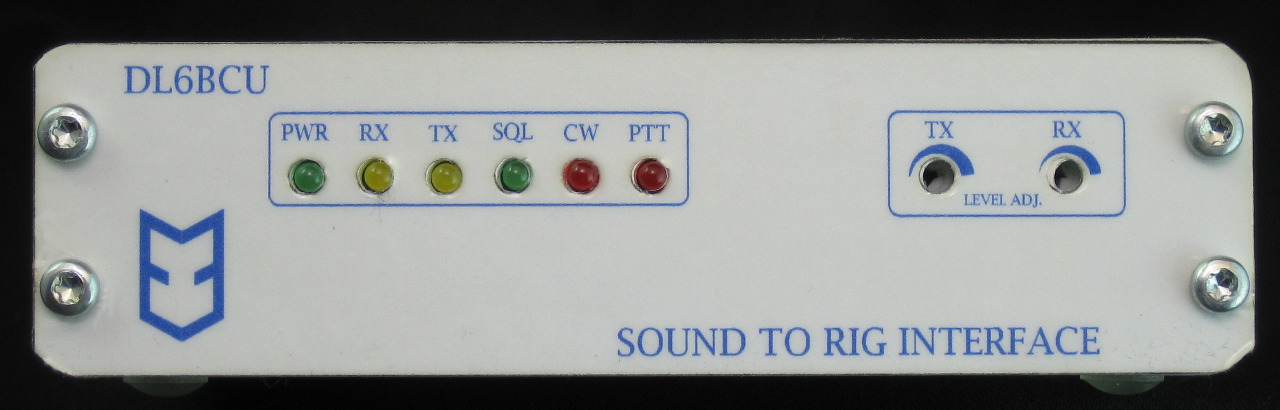 DL6BCU
PWR RX TX SQL CW PTT
TX RX
LEVEL ADJ.
SOUND TO RIG INTERFACE